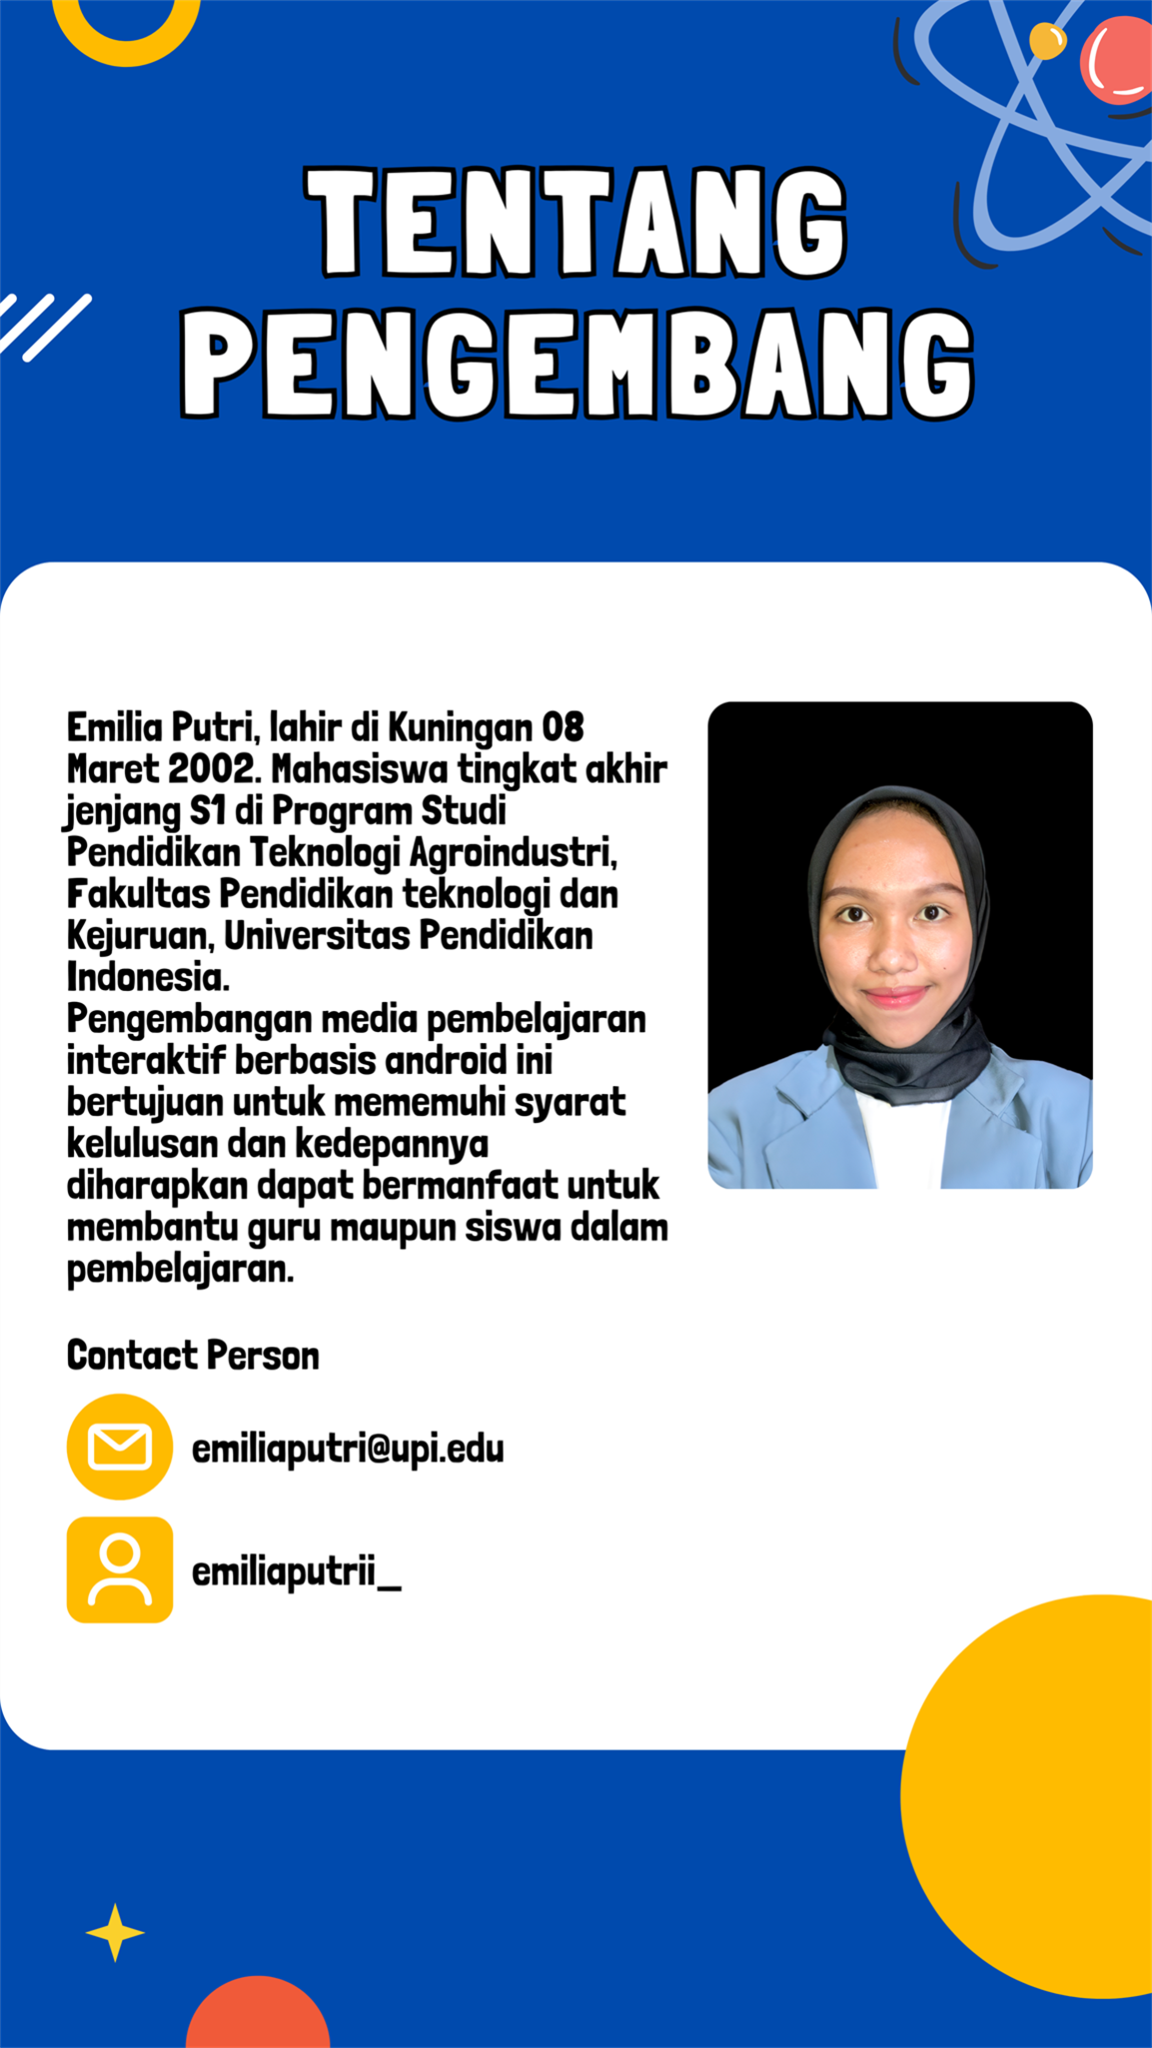 TENTANG
PENGEMBANG
Emilia Putri, lahir di Kuningan 08
Maret 2002. Mahasiswa tingkat akhir
jenjang S1 di Program Studi
Pendidikan Teknologi Agroindustri,
Fakultas Pendidikan teknologi dan
Kejuruan, Universitas Pendidikan
Indonesia.
Pengembangan media pembelajaran
interaktif berbasis android ini
bertujuan untuk mememuhi syarat
kelulusan dan kedepannya
diharapkan dapat bermanfaat untuk
membantu guru maupun siswa dalam
pembelajaran.
Contact Person
emiliaputri@upi.edu
emiliaputrii_